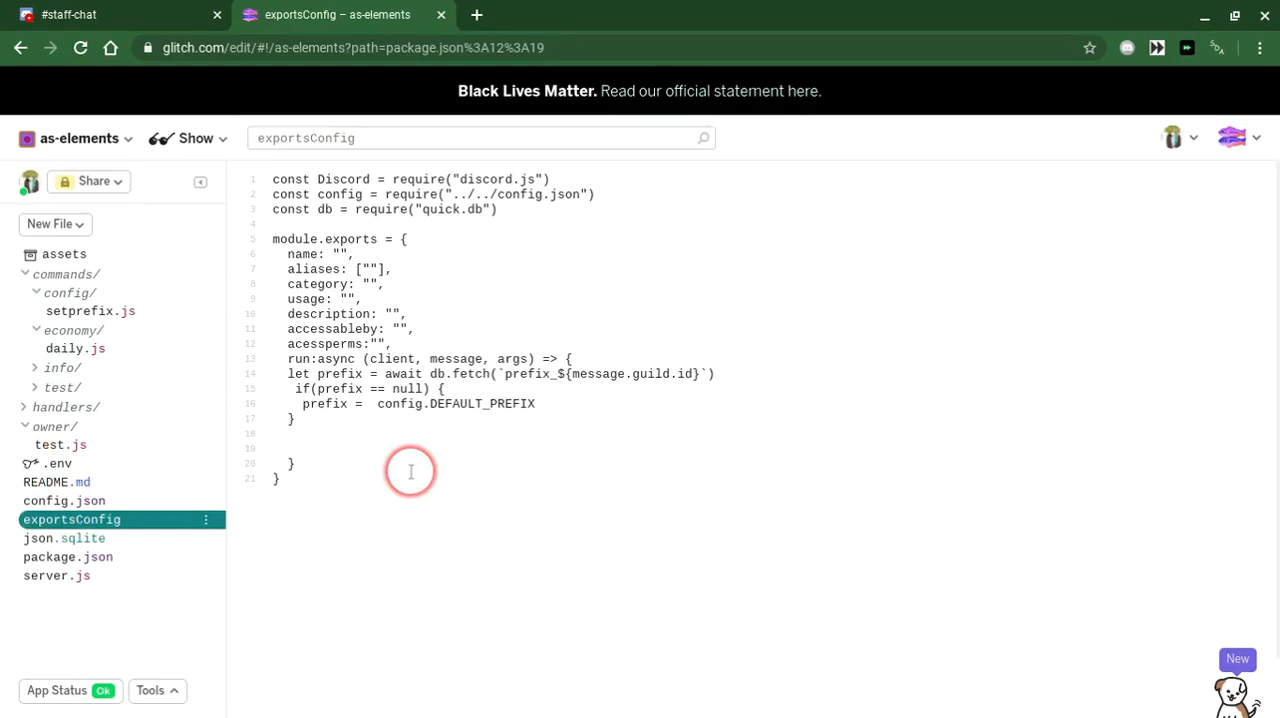 #staff-chat
exportsConfig – as-elements
glitch.com/edit/#!/as-elements?path=package.json%3A12%3A19
Black Lives Matter. Read our official statement here.
as-elements
Show
exportsConfig
Share
New File
assets
commands/
config/
setprefix.js
economy/
daily.js
info/
test/
handlers/
owner/
test.js
.env
README.md
config.json
exportsConfig
json.sqlite
package.json
server.js
App Status Ok
Tools
1 const Discord = require("discord.js")
2 const config = require("../../config.json")
3 const db = require("quick.db")
4
5 module.exports = {
6 name: "",
7 aliases: [""],
8 category: "",
9 usage: "",
10 description: "",
11 accessableby: "",
12 acessperms:"",
13 run:async (client, message, args) => {
14 let prefix = await db.fetch(`prefix_${message.guild.id}`)
15 if(prefix == null) {
16 prefix =  config.DEFAULT_PREFIX
17 }
18
19
20 }
21 }
New